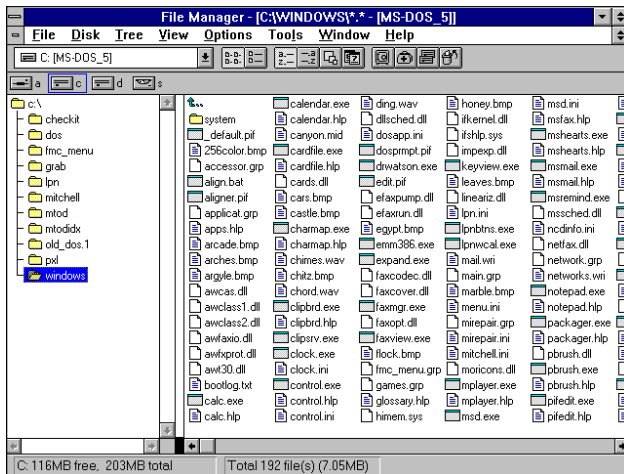 File Manager - [C:\WINDOWS\*.* - [MS-DOS_5]]
File Disk Tree View Options Tools Window Help
C: [MS-DOS_5]
a c d s
c:\
checkit
dos
fmc_menu
grab
lpn
mitchell
mtod
mtodidx
old_dos.1
pxl
windows
system
_default.pif
256color.bmp
accessor.grp
align.bat
aligner.pif
applicat.grp
apps.hlp
arcade.bmp
arches.bmp
argyle.bmp
awcas.dll
awclass1.dll
awclass2.dll
awfaxio.dll
awfxprot.dll
awt30.dll
bootlog.txt
calc.exe
calc.hlp
calendar.exe
calendar.hlp
canyon.mid
cardfile.exe
cardfile.hlp
cards.dll
cars.bmp
castle.bmp
charmap.exe
charmap.hlp
chimes.wav
chitz.bmp
chord.wav
clipbrd.exe
clipbrd.hlp
clipsrv.exe
clock.exe
clock.ini
control.exe
control.hlp
control.ini
ding.wav
dllsched.dll
dosapp.ini
dosprmpt.pif
drwatson.exe
edit.pif
efaxpump.dll
efaxrun.dll
egypt.bmp
emm386.exe
expand.exe
faxcodec.dll
faxcover.dll
faxmgr.exe
faxopt.dll
faxview.exe
flock.bmp
fmc_menu.grp
games.grp
glossary.hlp
himem.sys
honey.bmp
ifkernel.dll
ifshlp.sys
impexp.dll
keyview.exe
leaves.bmp
lineariz.dll
lpn.ini
lpnbtns.exe
lpnwcal.exe
mail.wri
main.grp
marble.bmp
menu.ini
mirepair.grp
mirepair.ini
mitchell.ini
moricons.dll
mplayer.exe
mplayer.hlp
msd.exe
msd.ini
msfax.hlp
mshearts.exe
mshearts.hlp
msmail.exe
msmail.hlp
msremind.exe
mssched.dll
ncdinfo.ini
netfax.dll
network.grp
networks.wri
notepad.exe
notepad.hlp
packager.exe
packager.hlp
pbrush.dll
pbrush.exe
pbrush.hlp
pifedit.exe
pifedit.hlp
C: 116MB free, 203MB total
Total 192 file(s) (7.05MB)